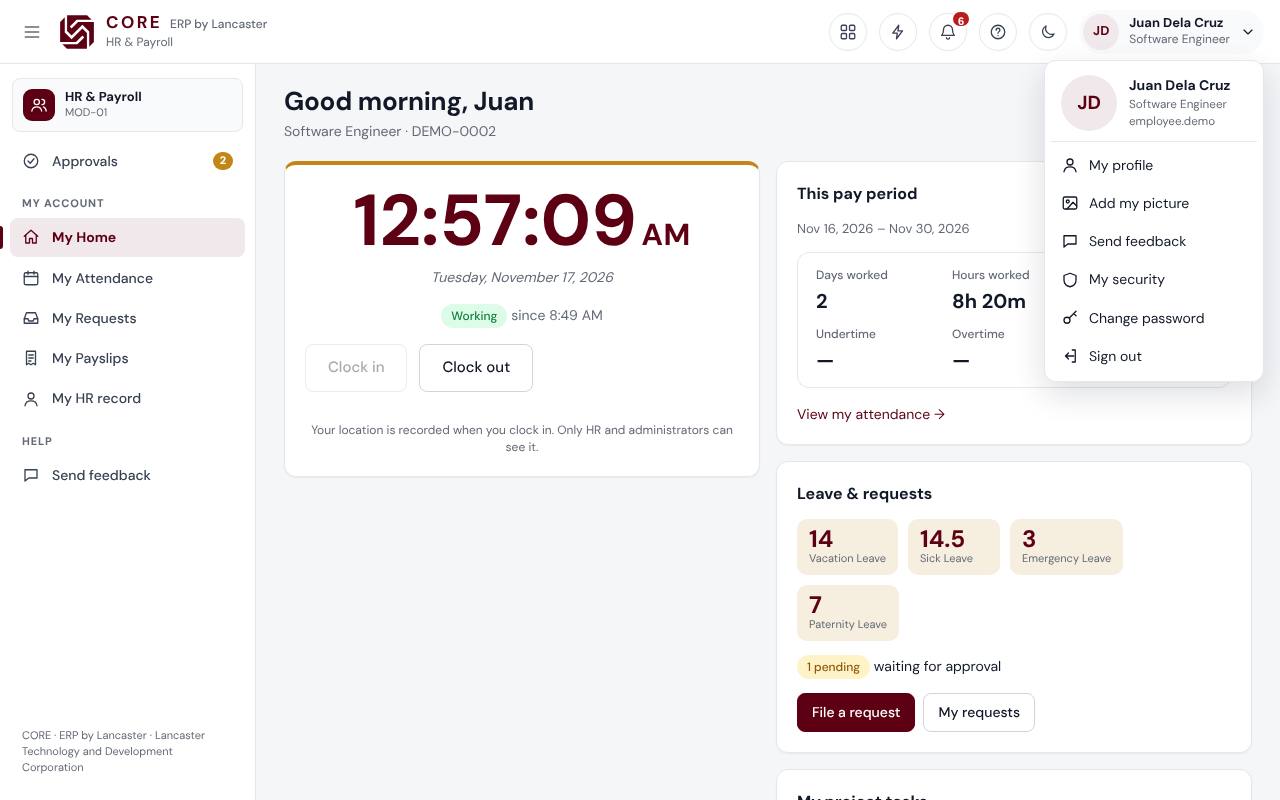 CORE ERP by Lancaster
HR & Payroll
6
JD
Juan Dela Cruz
Software Engineer
HR & Payroll
MOD-01
Approvals
2
MY ACCOUNT
My Home
My Attendance
My Requests
My Payslips
My HR record
HELP
Send feedback
CORE · ERP by Lancaster · Lancaster
Technology and Development
Corporation
Good morning, Juan
Software Engineer · DEMO-0002
12:57:09 AM
Tuesday, November 17, 2026
Working since 8:49 AM
Clock in
Clock out
Your location is recorded when you clock in. Only HR and administrators can
see it.
This pay period
Nov 16, 2026 – Nov 30, 2026
Days worked
2
Hours worked
8h 20m
Undertime
—
Overtime
—
View my attendance →
Leave & requests
14
Vacation Leave
14.5
Sick Leave
3
Emergency Leave
7
Paternity Leave
1 pending waiting for approval
File a request
My requests
JD
Juan Dela Cruz
Software Engineer
employee.demo
My profile
Add my picture
Send feedback
My security
Change password
Sign out
My project tasks